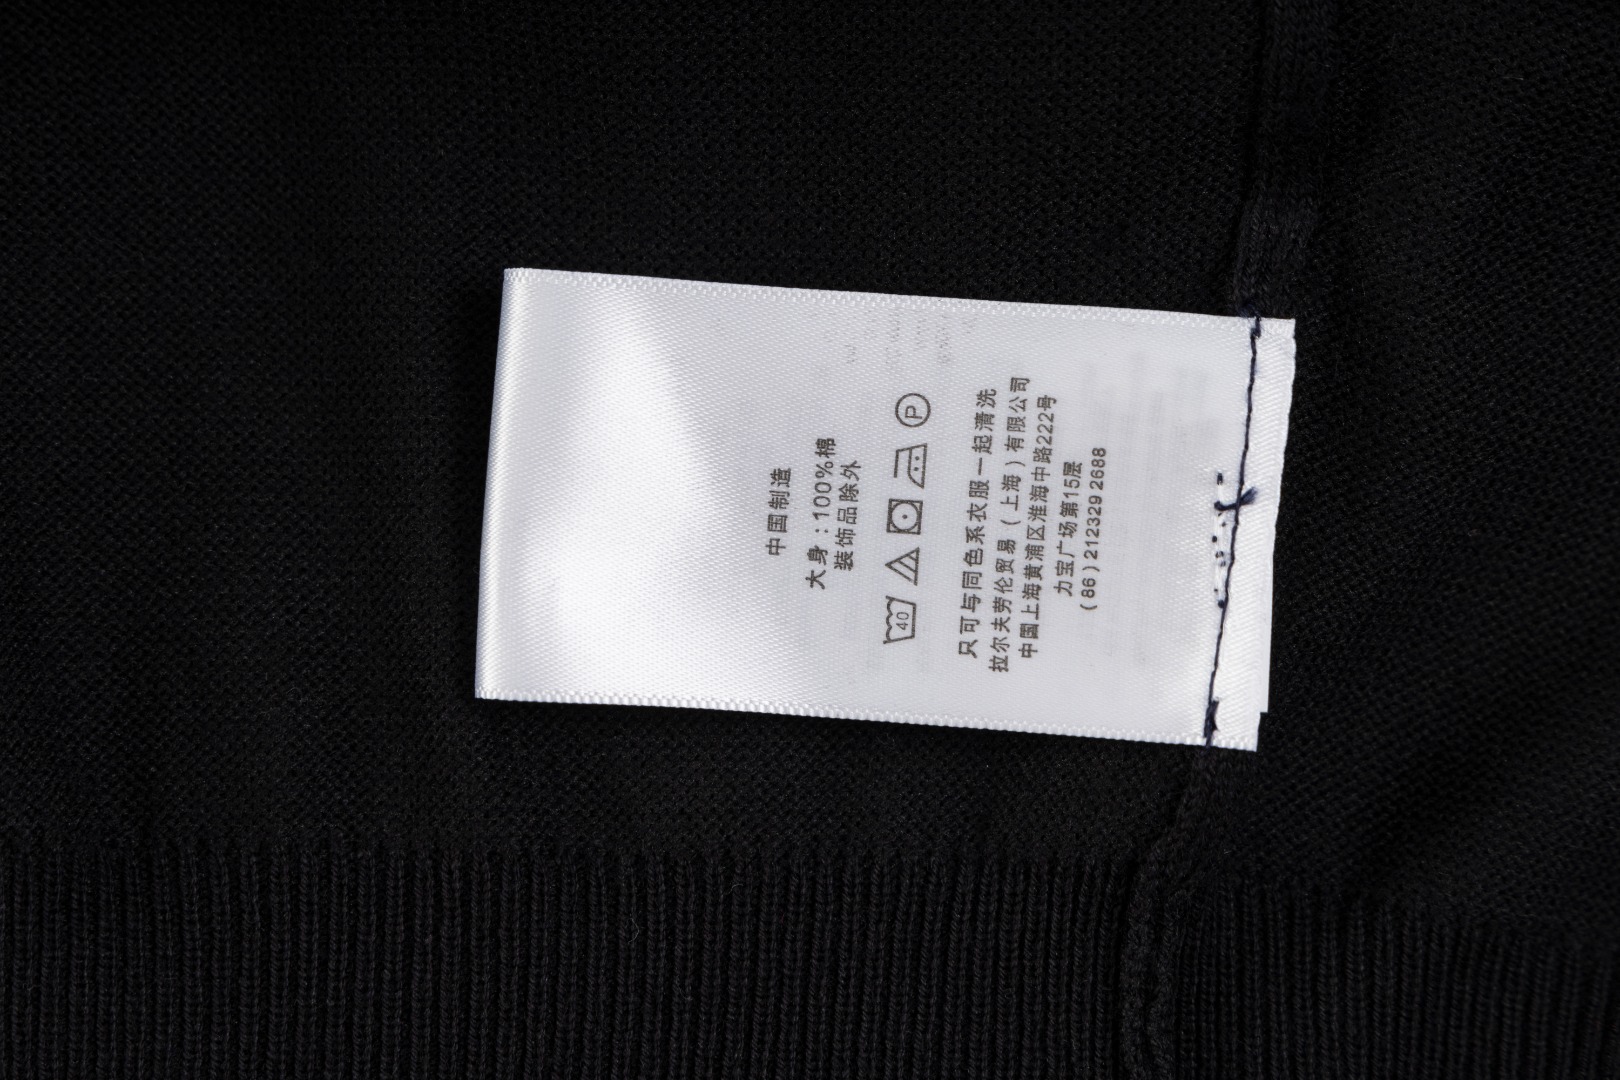 中国制造
大身：100%棉
装饰品除外
40 P
只可与同色系衣服一起清洗
拉尔夫劳伦贸易（上海）有限公司
中国上海黄浦区淮海中路222号
力宝广场第15层
(86) 212329 2688